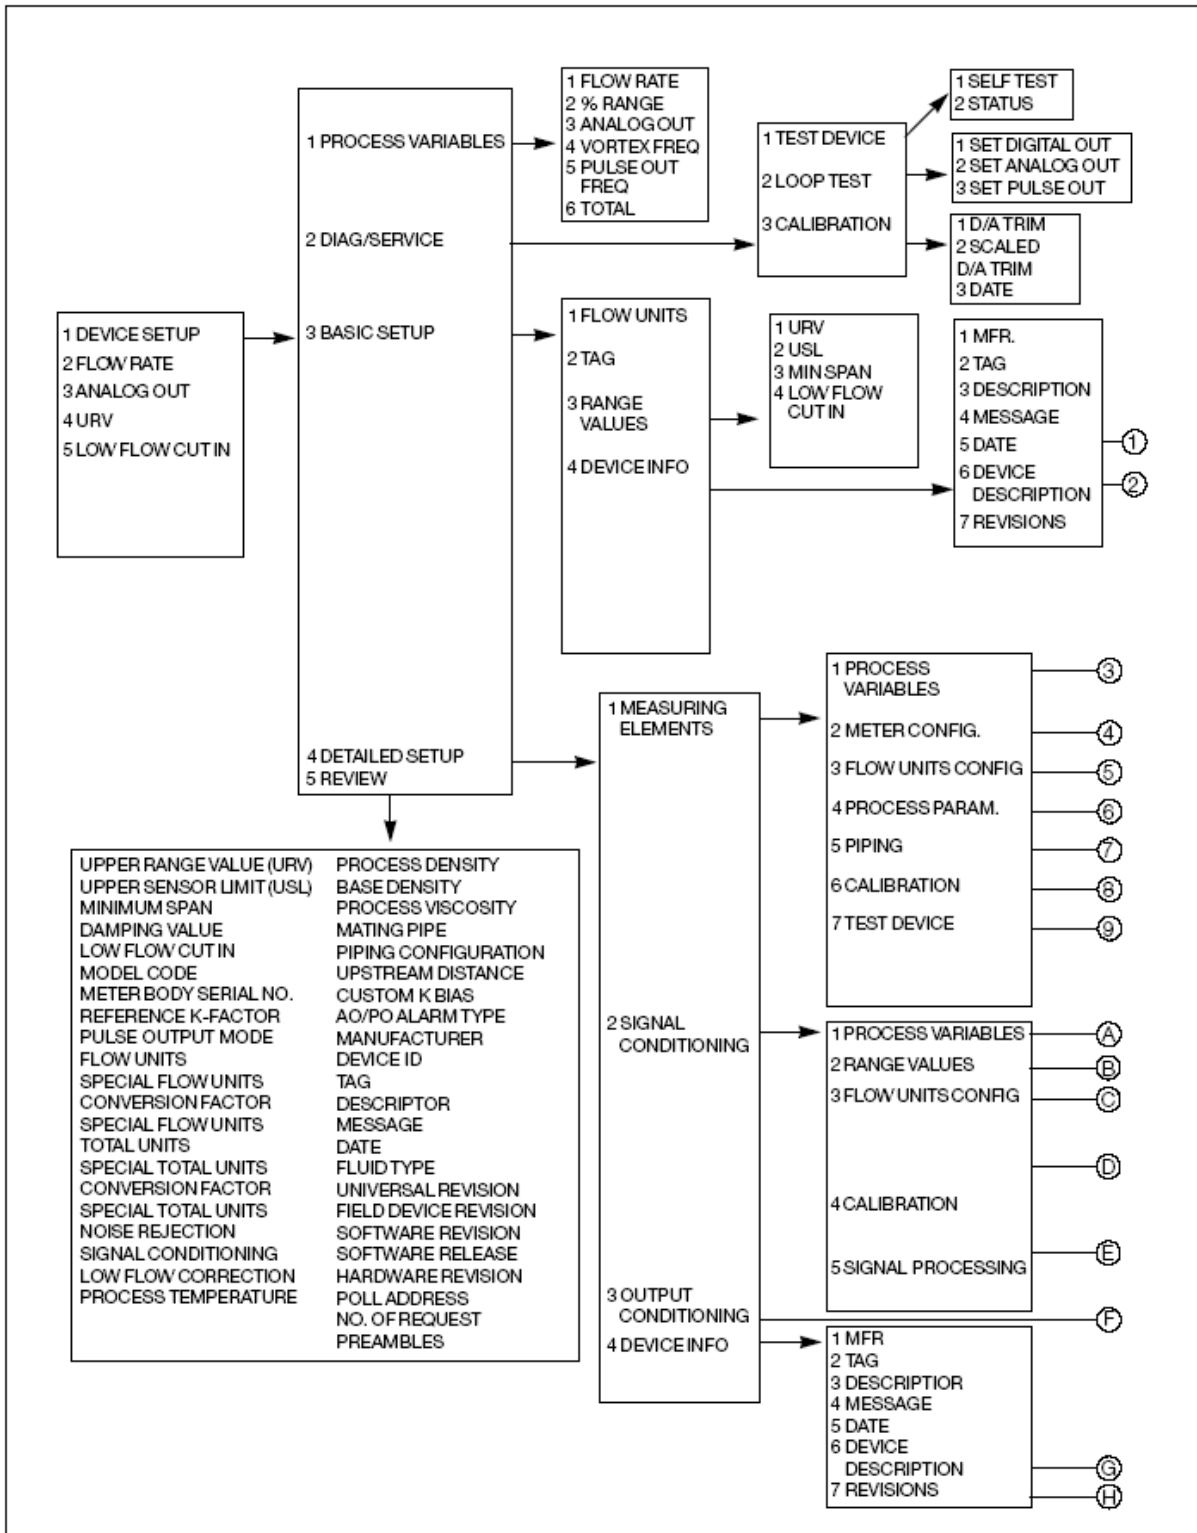 1 DEVICE SETUP
2 FLOW RATE
3 ANALOG OUT
4 URV
5 LOW FLOW CUT IN
1 PROCESS VARIABLES
2 DIAG/SERVICE
3 BASIC SETUP
4 DETAILED SETUP
5 REVIEW
1 FLOW RATE
2 % RANGE
3 ANALOG OUT
4 VORTEX FREQ
5 PULSE OUT
FREQ
6 TOTAL
1 TEST DEVICE
2 LOOP TEST
3 CALIBRATION
1 SELF TEST
2 STATUS
1 SET DIGITAL OUT
2 SET ANALOG OUT
3 SET PULSE OUT
1 D/A TRIM
2 SCALED
D/A TRIM
3 DATE
1 FLOW UNITS
2 TAG
3 RANGE
VALUES
4 DEVICE INFO
1 URV
2 USL
3 MIN SPAN
4 LOW FLOW
CUT IN
1 MFR.
2 TAG
3 DESCRIPTION
4 MESSAGE
5 DATE
6 DEVICE
DESCRIPTION
7 REVISIONS
1
2
1 MEASURING
ELEMENTS
2 SIGNAL
CONDITIONING
3 OUTPUT
CONDITIONING
4 DEVICE INFO
1 PROCESS
VARIABLES
2 METER CONFIG.
3 FLOW UNITS CONFIG
4 PROCESS PARAM.
5 PIPING
6 CALIBRATION
7 TEST DEVICE
3
4
5
6
7
8
9
1 PROCESS VARIABLES
2 RANGE VALUES
3 FLOW UNITS CONFIG
4 CALIBRATION
5 SIGNAL PROCESSING
A
B
C
D
E
F
1 MFR
2 TAG
3 DESCRIPTIOR
4 MESSAGE
5 DATE
6 DEVICE
DESCRIPTION
7 REVISIONS
G
H
UPPER RANGE VALUE (URV)
UPPER SENSOR LIMIT (USL)
MINIMUM SPAN
DAMPING VALUE
LOW FLOW CUT IN
MODEL CODE
METER BODY SERIAL NO.
REFERENCE K-FACTOR
PULSE OUTPUT MODE
FLOW UNITS
SPECIAL FLOW UNITS
CONVERSION FACTOR
SPECIAL FLOW UNITS
TOTAL UNITS
SPECIAL TOTAL UNITS
CONVERSION FACTOR
SPECIAL TOTAL UNITS
NOISE REJECTION
SIGNAL CONDITIONING
LOW FLOW CORRECTION
PROCESS TEMPERATURE
PROCESS DENSITY
BASE DENSITY
PROCESS VISCOSITY
MATING PIPE
PIPING CONFIGURATION
UPSTREAM DISTANCE
CUSTOM K BIAS
AO/PO ALARM TYPE
MANUFACTURER
DEVICE ID
TAG
DESCRIPTOR
MESSAGE
DATE
FLUID TYPE
UNIVERSAL REVISION
FIELD DEVICE REVISION
SOFTWARE REVISION
SOFTWARE RELEASE
HARDWARE REVISION
POLL ADDRESS
NO. OF REQUEST
PREAMBLES